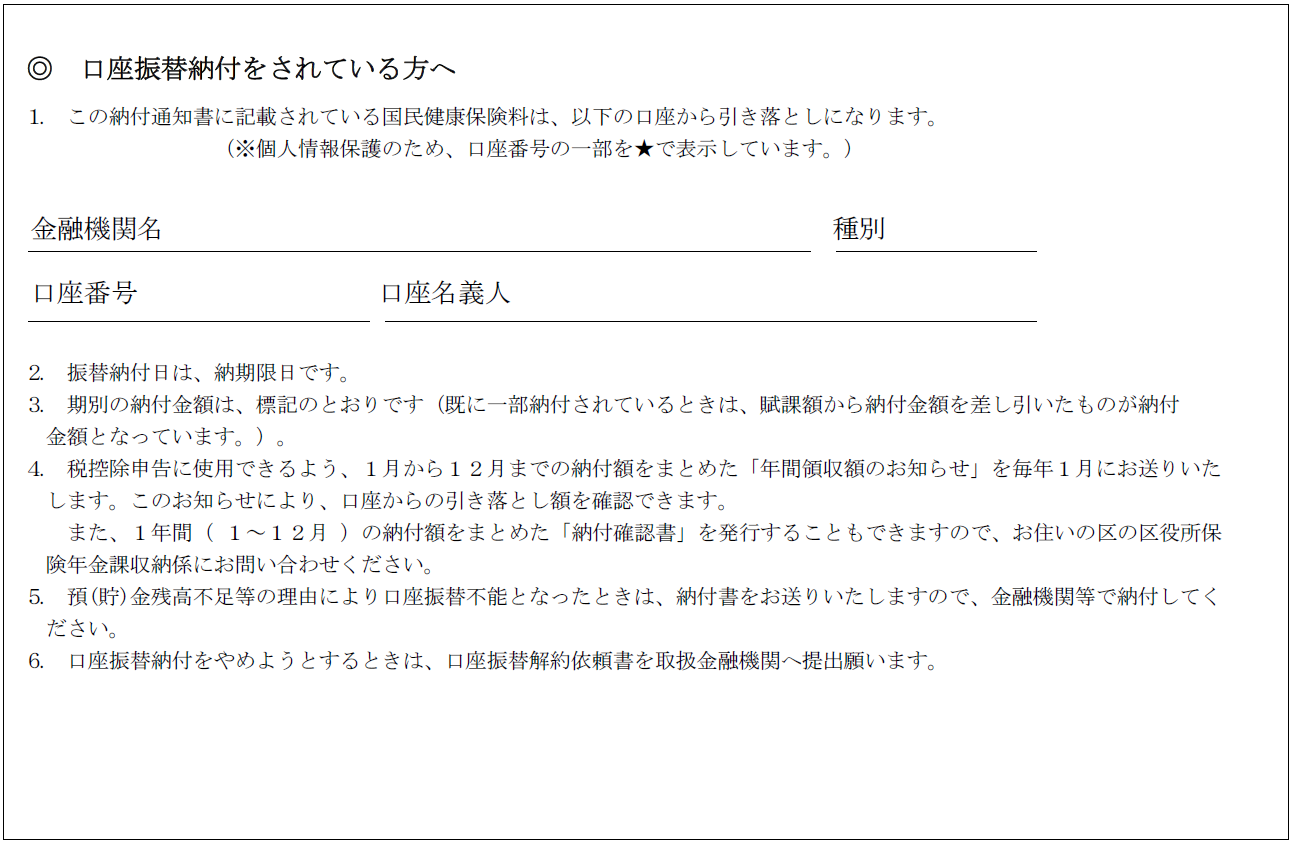 ◎　口座振替納付をされている方へ
1.　この納付通知書に記載されている国民健康保険料は、以下の口座から引き落としになります。
（※個人情報保護のため、口座番号の一部を★で表示しています。）
金融機関名　種別
口座番号　口座名義人
2.　振替納付日は、納期限日です。
3.　期別の納付金額は、標記のとおりです（既に一部納付されているときは、賦課額から納付金額を差し引いたものが納付
金額となっています。）。
4.　税控除申告に使用できるよう、１月から１２月までの納付額をまとめた「年間領収額のお知らせ」を毎年１月にお送りいた
します。このお知らせにより、口座からの引き落とし額を確認できます。
また、１年間（ １～１２月 ）の納付額をまとめた「納付確認書」を発行することもできますので、お住いの区の区役所保
険年金課収納係にお問い合わせください。
5.　預(貯)金残高不足等の理由により口座振替不能となったときは、納付書をお送りいたしますので、金融機関等で納付してく
ださい。
6.　口座振替納付をやめようとするときは、口座振替解約依頼書を取扱金融機関へ提出願います。